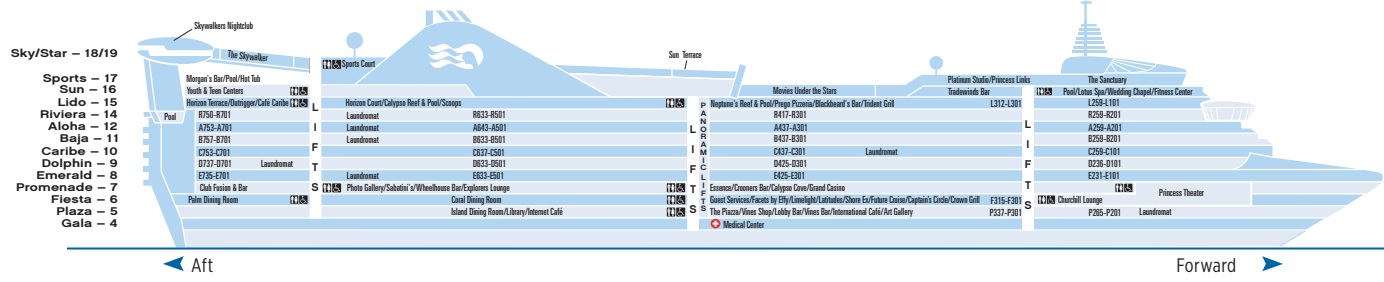 Skywalkers Nightclub
Sky/Star – 18/19
The Skywalker
Sports Court
Sun Terrace
Sports – 17
Morgan's Bar/Pool/Hot Tub
Platinum Studio/Princess Links
The Sanctuary
Sun – 16
Youth & Teen Centers
Movies Under the Stars
Tradewinds Bar
Pool/Lotus Spa/Wedding Chapel/Fitness Center
Lido – 15
Horizon Terrace/Outrigger/Café Caribe
Horizon Court/Calypso Reef & Pool/Scoops
Neptune's Reef & Pool/Prego Pizzeria/Blackbeard's Bar/Trident Grill
L312-L301
L259-L101
Riviera – 14
Pool
R750-R701
Laundromat
R633-R501
R417-R301
R259-R201
Aloha – 12
A753-A701
Laundromat
A643-A501
A437-A301
A259-A201
Baja – 11
B757-B701
Laundromat
B633-B501
B437-B301
B259-B201
Caribe – 10
C753-C701
C637-C501
C437-C301
Laundromat
C259-C101
Dolphin – 9
D737-D701
Laundromat
D633-D501
D425-D301
D236-D101
Emerald – 8
E735-E701
Laundromat
E633-E501
E425-E301
E231-E101
Promenade – 7
Club Fusion & Bar
Photo Gallery/Sabatini's/Wheelhouse Bar/Explorers Lounge
Essence/Crooners Bar/Calypso Cove/Grand Casino
Princess Theater
Fiesta – 6
Palm Dining Room
Coral Dining Room
Guest Services/Facets by Effy/Limelight/Latitudes/Shore Ex/Future Cruise/Captain's Circle/Crown Grill
F315-F301
Churchill Lounge
Plaza – 5
Island Dining Room/Library/Internet Café
The Piazza/Vines Shop/Lobby Bar/Vines Bar/International Café/Art Gallery
P337-P301
P265-P201
Laundromat
Gala – 4
Medical Center
LIFTS
LIFTS
PANORAMIC LIFTS
LIFTS
Aft
Forward